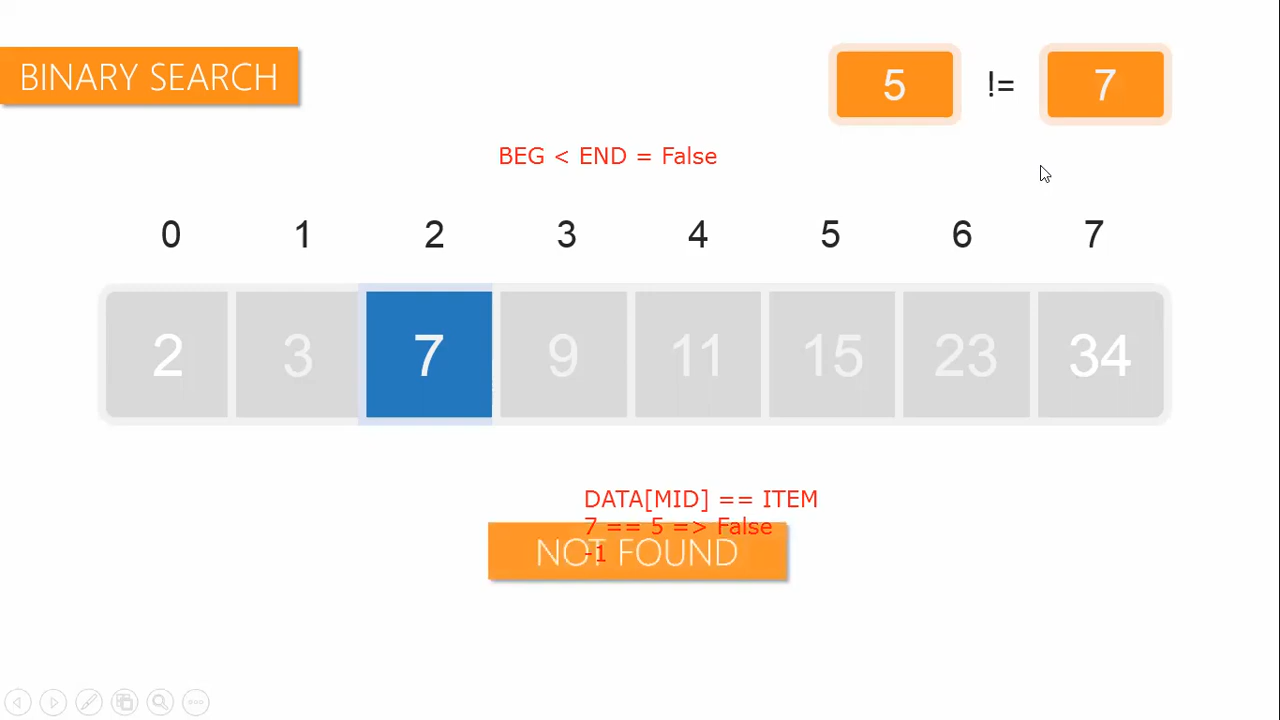 BINARY SEARCH
5 != 7
BEG < END = False
0 1 2 3 4 5 6 7
2 3 7 9 11 15 23 34
DATA[MID] == ITEM
7 == 5 => False
-1
NOT FOUND